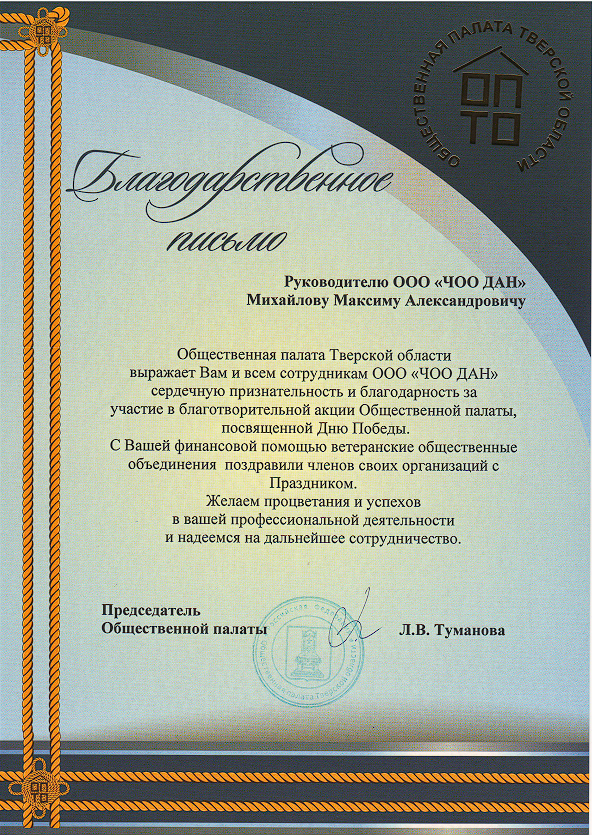 ОБЩЕСТВЕННАЯ ПАЛАТА ТВЕРСКОЙ ОБЛАСТИ
ОП
ТО
Благодарственное
письмо
Руководителю ООО «ЧОО ДАН»
Михайлову Максиму Александровичу
Общественная палата Тверской области
выражает Вам и всем сотрудникам ООО «ЧОО ДАН»
сердечную признательность и благодарность за
участие в благотворительной акции Общественной палаты,
посвященной Дню Победы.
С Вашей финансовой помощью ветеранские общественные
объединения поздравили членов своих организаций с
Праздником.
Желаем процветания и успехов
в вашей профессиональной деятельности
и надеемся на дальнейшее сотрудничество.
Председатель
Общественной палаты
Л.В. Туманова